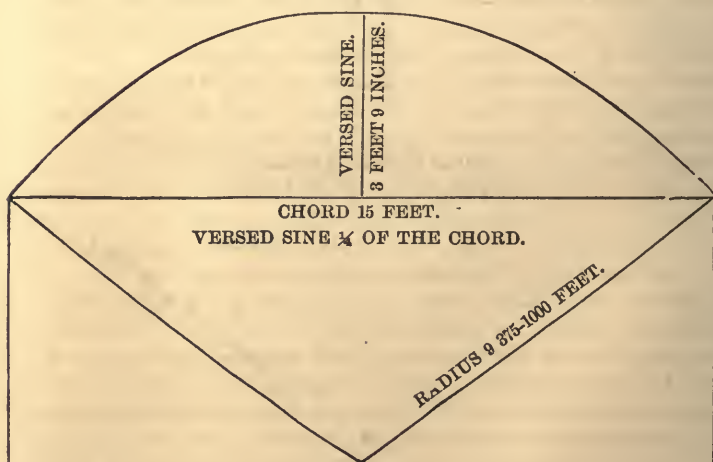 VERSED SINE.
3 FEET 9 INCHES.
CHORD 15 FEET.
VERSED SINE ¼ OF THE CHORD.
RADIUS 9 375-1000 FEET.